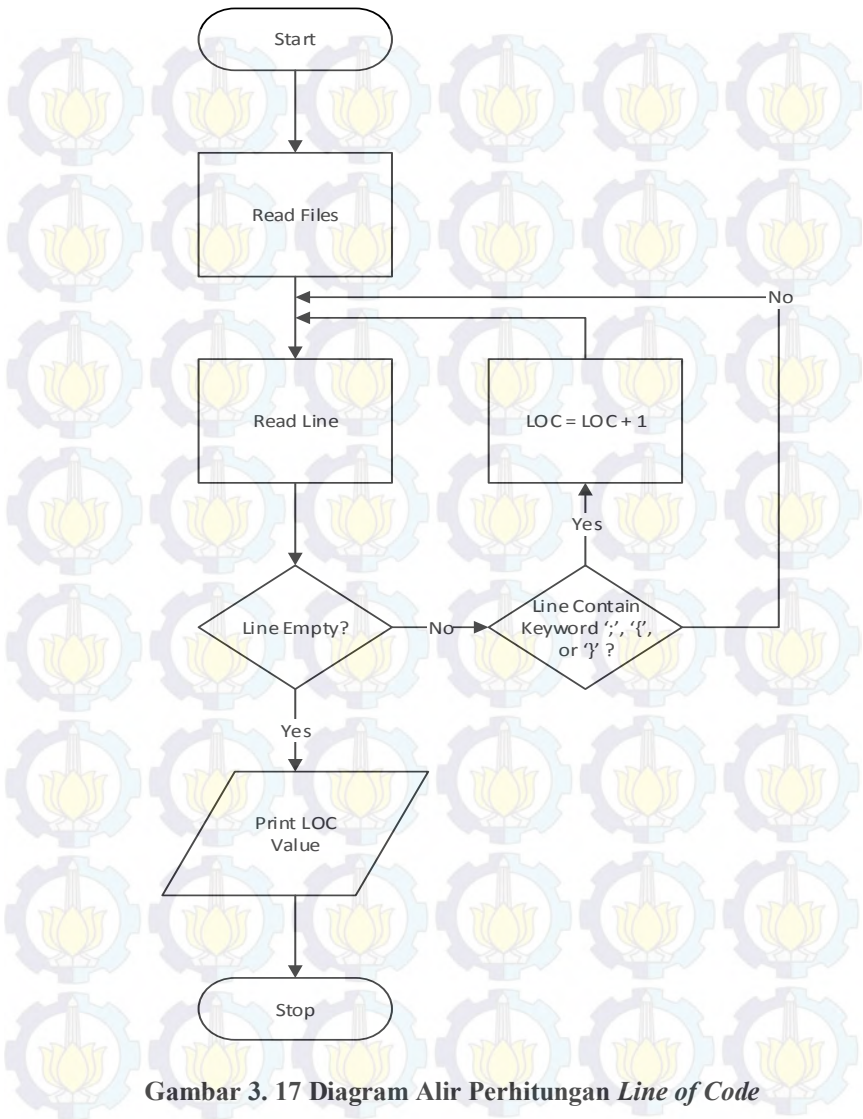 Start
Read Files
No
Read Line
LOC = LOC + 1
Yes
Line Empty?
No
Line Contain
Keyword ‘;’, ‘{’,
or ‘}’ ?
Yes
Print LOC
Value
Stop
Gambar 3. 17 Diagram Alir Perhitungan Line of Code